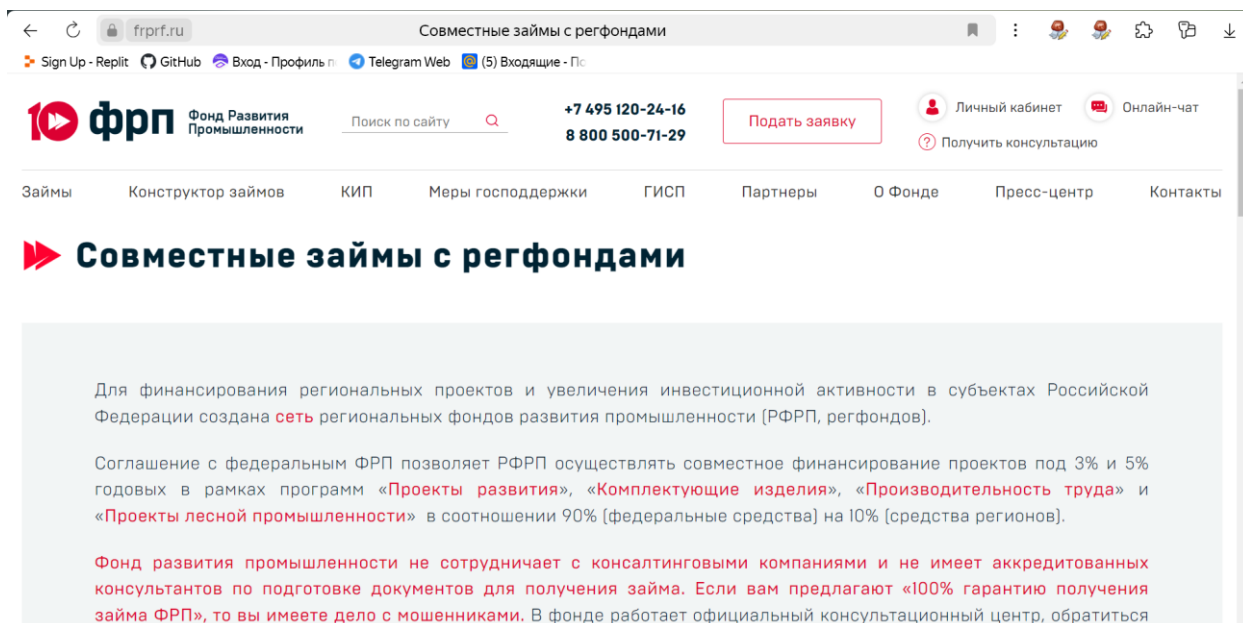 frprf.ru
Совместные займы с регфондами
Sign Up - Replit GitHub Вход - Профиль п Telegram Web (5) Входящие - По
10 фрп Фонд Развития Промышленности
Поиск по сайту
+7 495 120-24-16
8 800 500-71-29
Подать заявку
Личный кабинет
Онлайн-чат
Получить консультацию
Займы Конструктор займов КИП Меры господдержки ГИСП Партнеры О Фонде Пресс-центр Контакты
Совместные займы с регфондами
Для финансирования региональных проектов и увеличения инвестиционной активности в субъектах Российской
Федерации создана сеть региональных фондов развития промышленности (РФРП, регфондов).
Соглашение с федеральным ФРП позволяет РФРП осуществлять совместное финансирование проектов под 3% и 5%
годовых в рамках программ «Проекты развития», «Комплектующие изделия», «Производительность труда» и
«Проекты лесной промышленности» в соотношении 90% (федеральные средства) на 10% (средства регионов).
Фонд развития промышленности не сотрудничает с консалтинговыми компаниями и не имеет аккредитованных
консультантов по подготовке документов для получения займа. Если вам предлагают «100% гарантию получения
займа ФРП», то вы имеете дело с мошенниками. В фонде работает официальный консультационный центр, обратиться